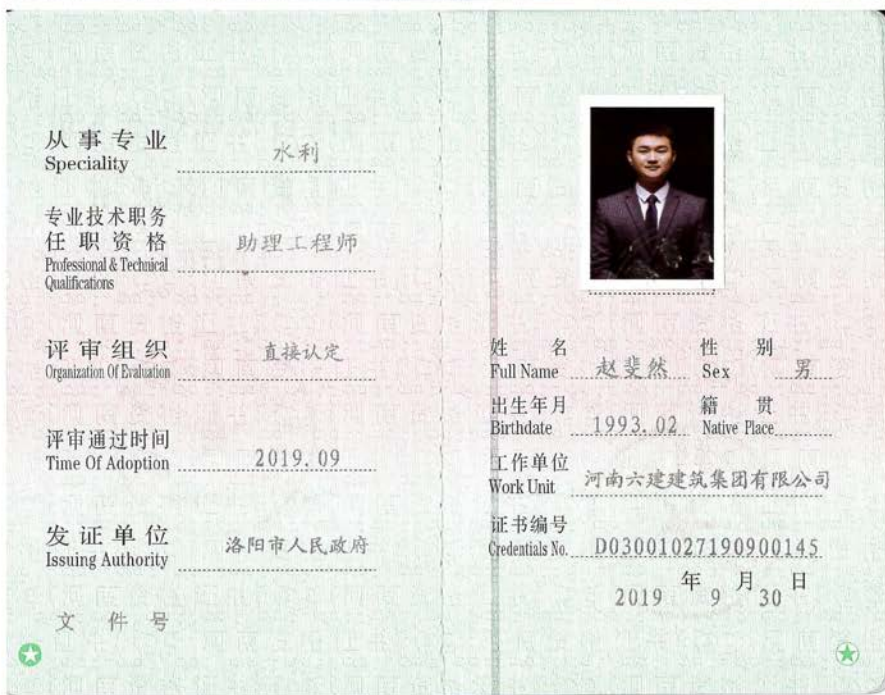 从事专业 水利
Speciality
专业技术职务
任职资格 助理工程师
Professional & Technical
Qualifications
评审组织 直接认定
Organization Of Evaluation
评审通过时间
Time Of Adoption 2019.09
发证单位 洛阳市人民政府
Issuing Authority
文件号
姓名 赵斐然 性别 男
Full Name Sex
出生年月 籍贯
Birthdate 1993.02 Native Place
工作单位 河南六建建筑集团有限公司
Work Unit
证书编号
Credentials No. D03001027190900145
2019 年 9 月 30 日